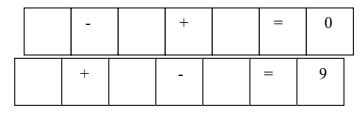 - + = 0
+ - = 9